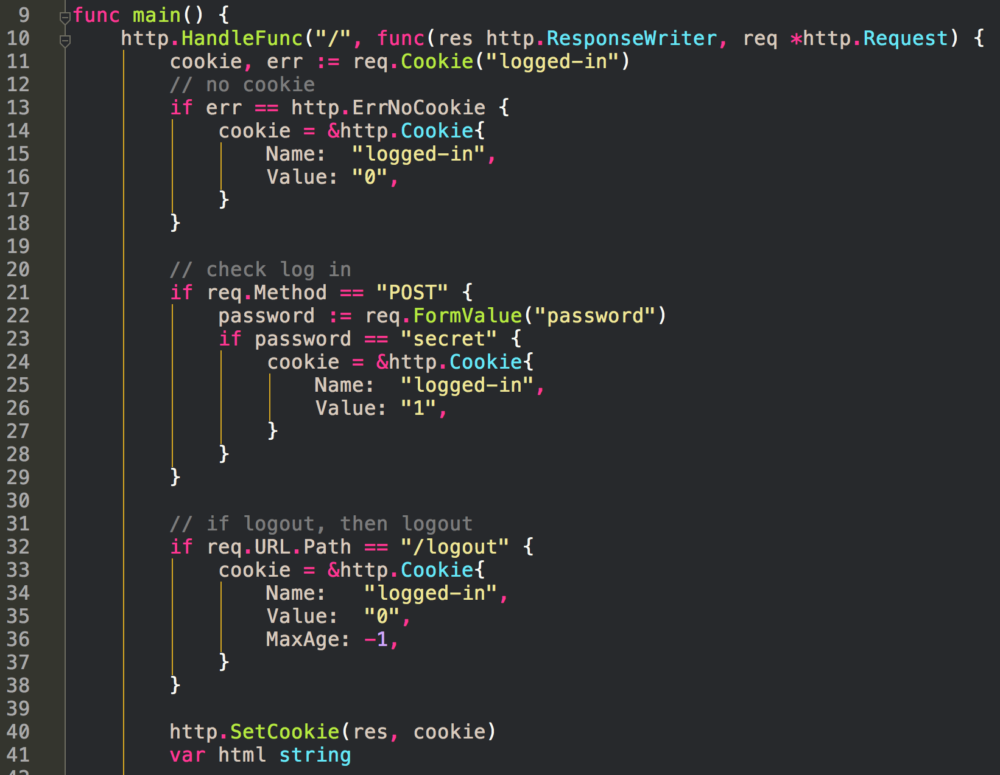 9 func main() {
10 http.HandleFunc("/", func(res http.ResponseWriter, req *http.Request) {
11 cookie, err := req.Cookie("logged-in")
12 // no cookie
13 if err == http.ErrNoCookie {
14 cookie = &http.Cookie{
15 Name:  "logged-in",
16 Value: "0",
17 }
18 }
19
20 // check log in
21 if req.Method == "POST" {
22 password := req.FormValue("password")
23 if password == "secret" {
24 cookie = &http.Cookie{
25 Name:  "logged-in",
26 Value: "1",
27 }
28 }
29 }
30
31 // if logout, then logout
32 if req.URL.Path == "/logout" {
33 cookie = &http.Cookie{
34 Name:   "logged-in",
35 Value:  "0",
36 MaxAge: -1,
37 }
38 }
39
40 http.SetCookie(res, cookie)
41 var html string